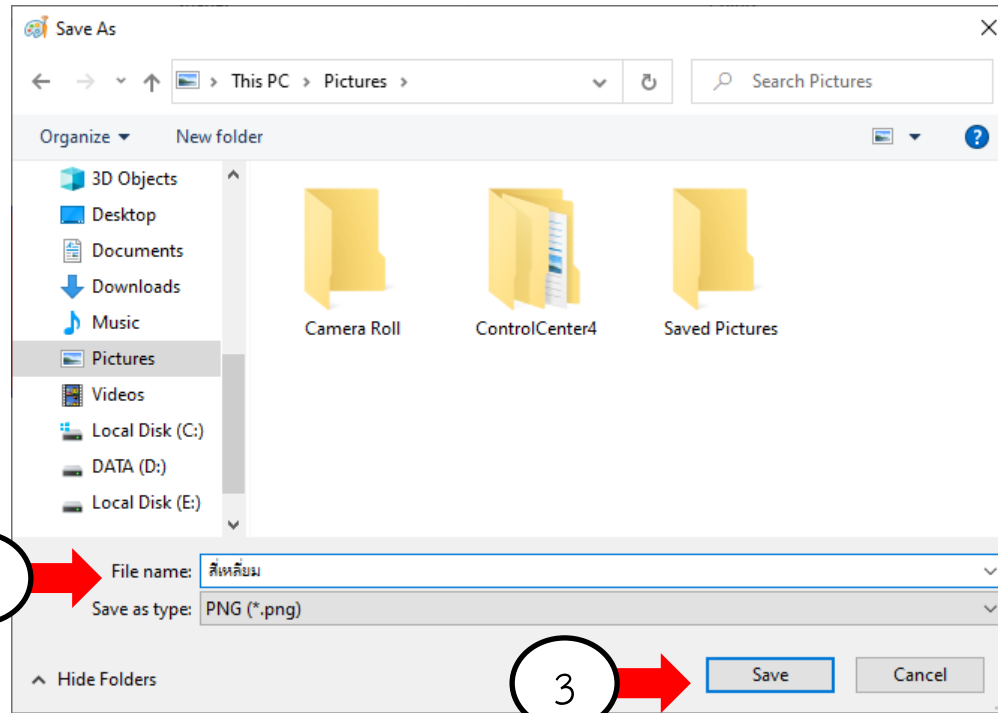 Save As
This PC > Pictures >
Search Pictures
Organize
New folder
?
3D Objects
Desktop
Documents
Downloads
Music
Pictures
Videos
Local Disk (C:)
DATA (D:)
Local Disk (E:)
Camera Roll
ControlCenter4
Saved Pictures
File name: สี่เหลี่ยม
Save as type: PNG (*.png)
Hide Folders
3
Save
Cancel